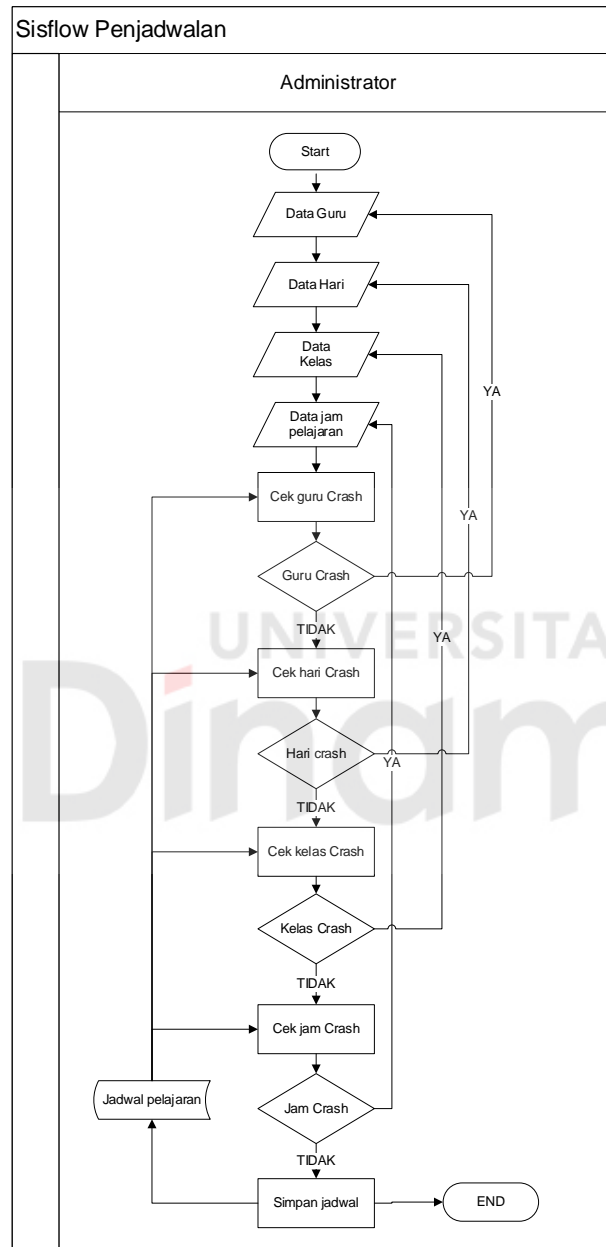 Sisflow Penjadwalan
Administrator
Start
Data Guru
Data Hari
Data
Kelas
YA
Data jam
pelajaran
Cek guru Crash
YA
Guru Crash
TIDAK
UNIVERSITA
YA
Cek hari Crash
Dinam
Hari crash
YA
TIDAK
Cek kelas Crash
Kelas Crash
TIDAK
Cek jam Crash
Jadwal pelajaran
Jam Crash
TIDAK
Simpan jadwal
END